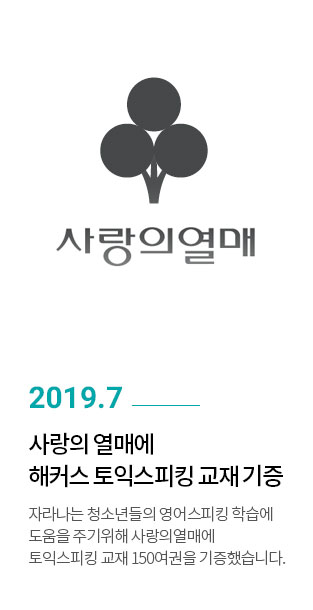 사랑의열매
2019.7
사랑의 열매에
해커스 토익스피킹 교재 기증
자라나는 청소년들의 영어스피킹 학습에
도움을 주기위해 사랑의열매에
토익스피킹 교재 150여권을 기증했습니다.